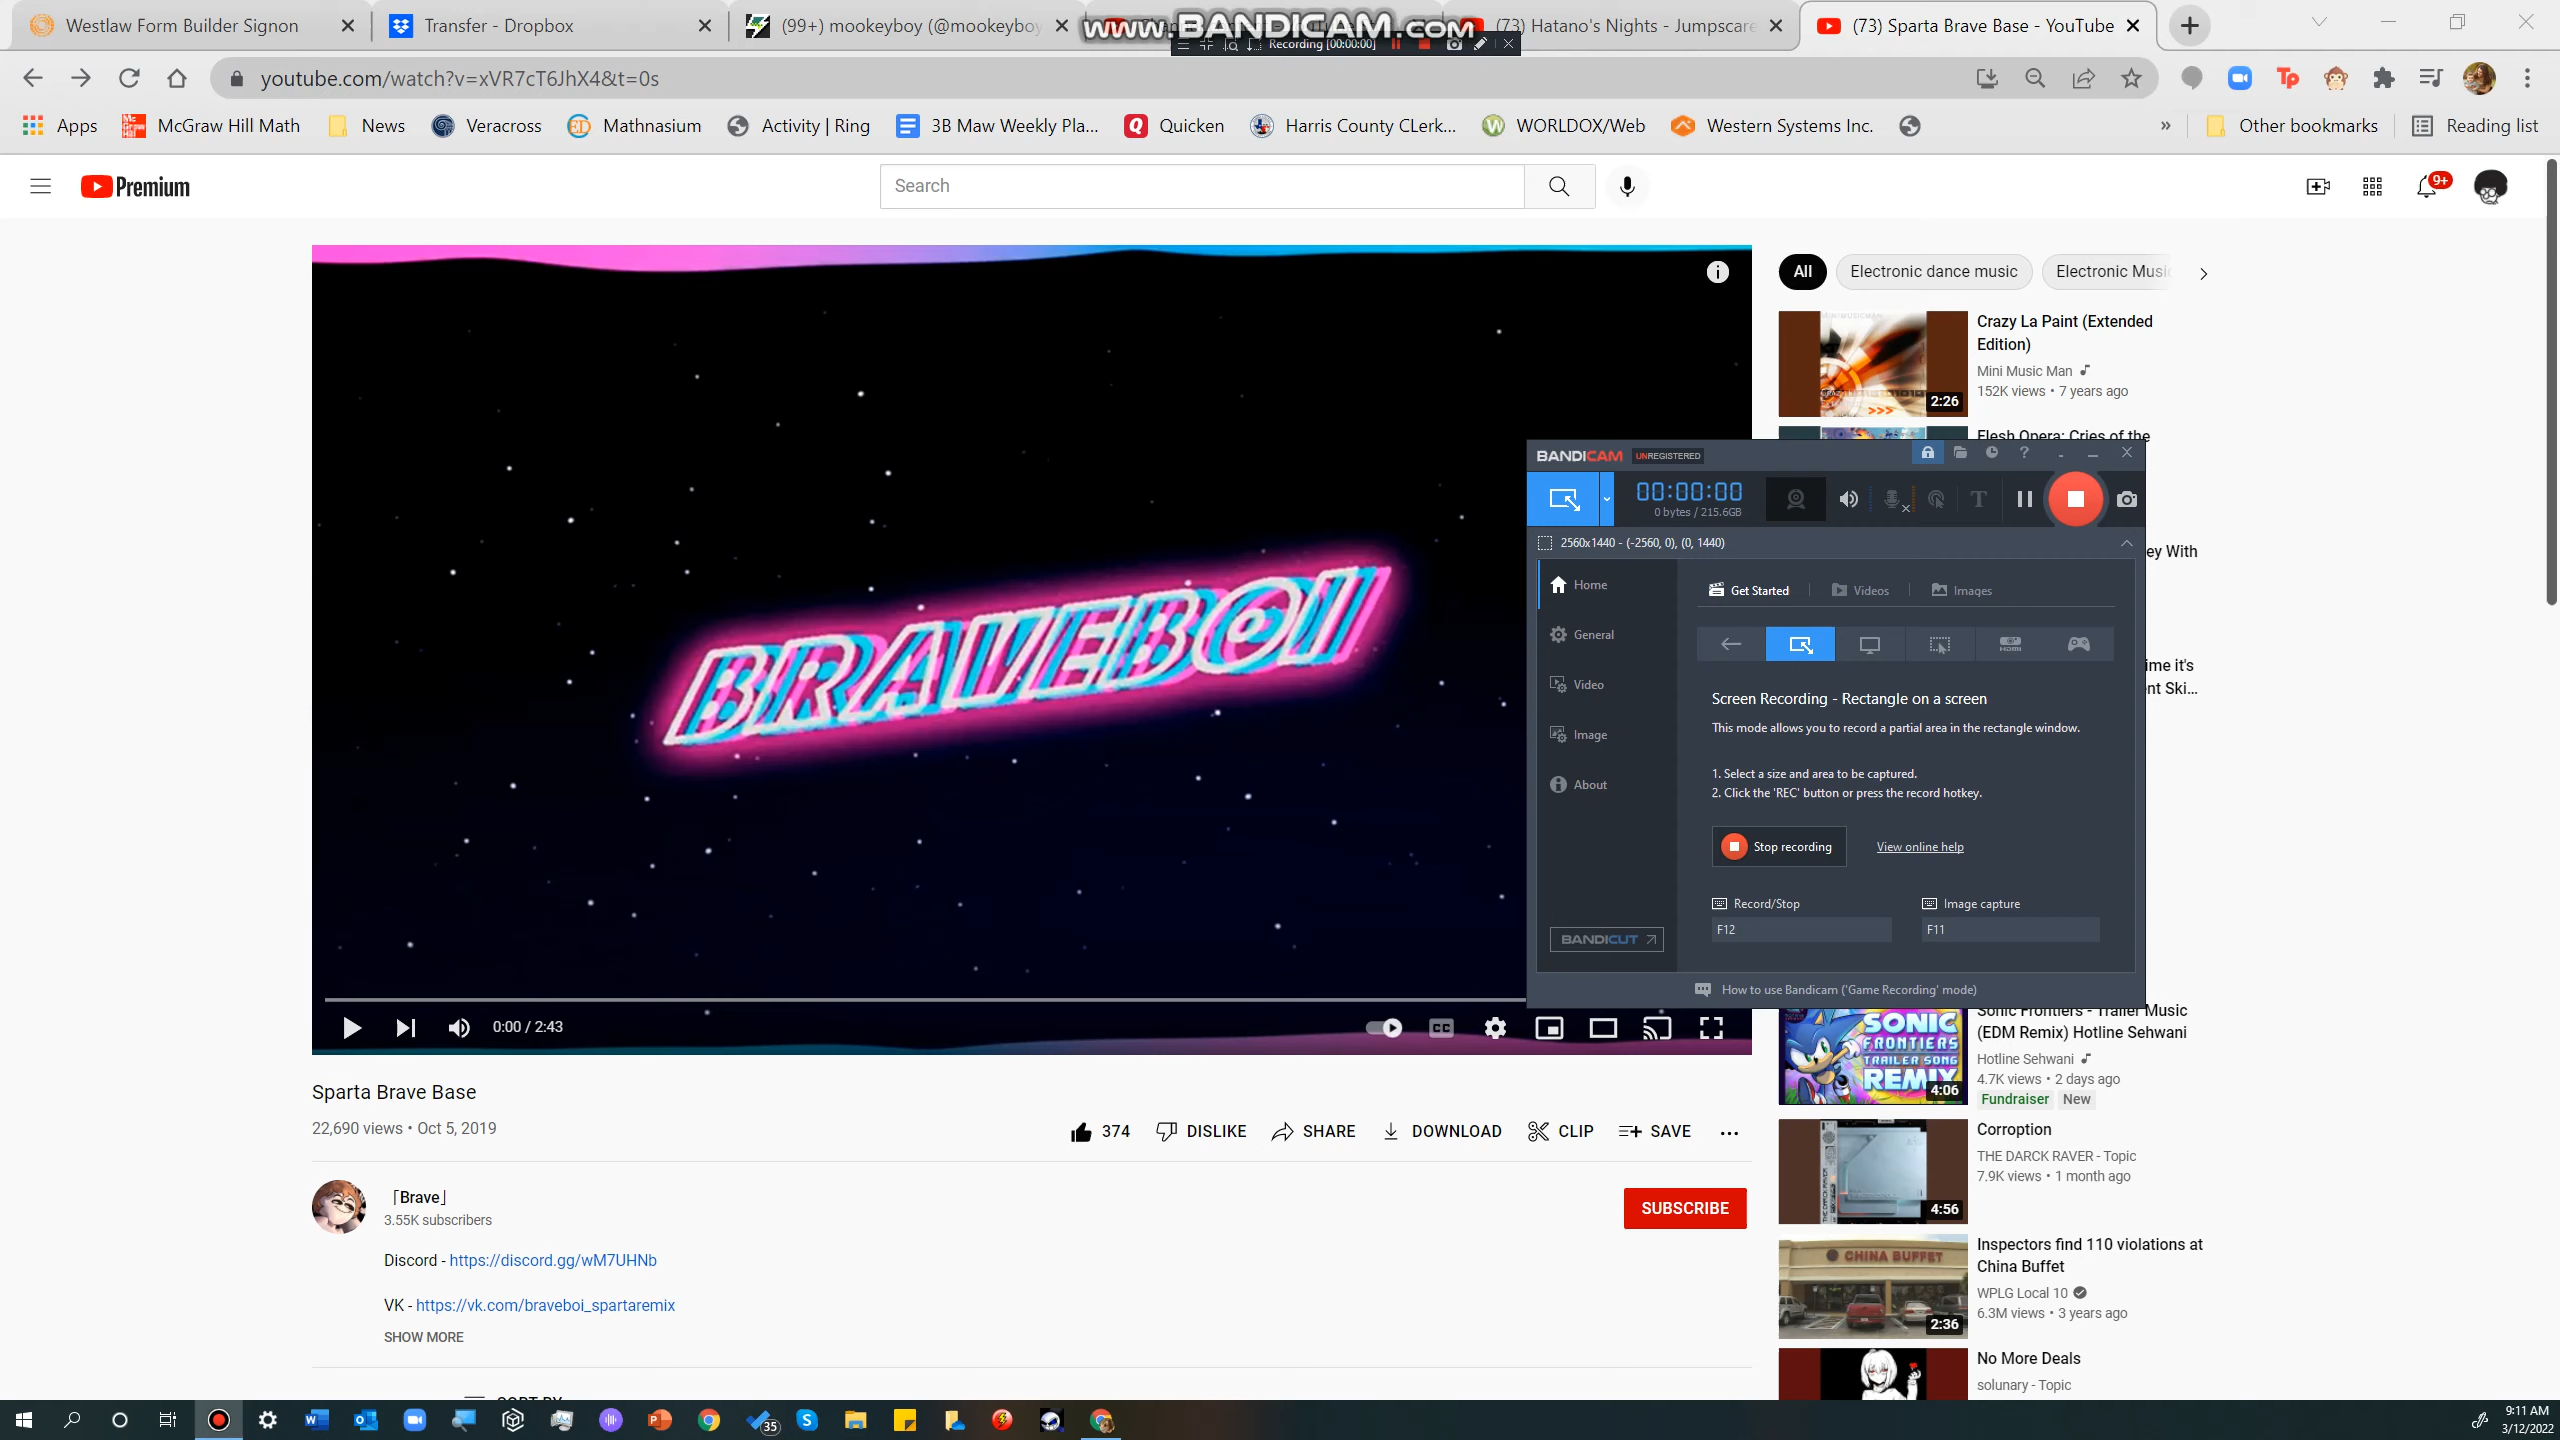 Westlaw Form Builder Signon
Transfer - Dropbox
(99+) mookeyboy (@mookeyboy
www.BANDICAM.com
(73) Hatano's Nights - Jumpscare
(73) Sparta Brave Base - YouTube
Recording [00:00:00]
youtube.com/watch?v=xVR7cT6JhX4&t=0s
Apps
McGraw Hill Math
News
Veracross
Mathnasium
Activity | Ring
3B Maw Weekly Pla...
Quicken
Harris County CLerk...
WORLDOX/Web
Western Systems Inc.
»
Other bookmarks
Reading list
Premium
Search
9+
All
Electronic dance music
Electronic Music
Crazy La Paint (Extended
Edition)
Mini Music Man
152K views • 7 years ago
2:26
Flesh Opera: Cries of the
BRAVEBOI
BANDICAM UNREGISTERED
00:00:00
0 bytes / 215.6GB
2560x1440 - (-2560, 0), (0, 1440)
Home
General
Video
Image
About
BANDICUT
Get Started
Videos
Images
HDMI
Screen Recording - Rectangle on a screen
This mode allows you to record a partial area in the rectangle window.
1. Select a size and area to be captured.
2. Click the 'REC' button or press the record hotkey.
Stop recording
View online help
Record/Stop
F12
Image capture
F11
How to use Bandicam ('Game Recording' mode)
ey With
ime it's
nt Ski...
0:00 / 2:43
CC
Sonic Frontiers - Trailer Music
(EDM Remix) Hotline Sehwani
Hotline Sehwani
4.7K views • 2 days ago
Fundraiser
New
SONIC
FRONTIERS
TRAILER SONG
REMIX
4:06
Sparta Brave Base
22,690 views • Oct 5, 2019
374
DISLIKE
SHARE
DOWNLOAD
CLIP
SAVE
...
「Brave」
3.55K subscribers
SUBSCRIBE
Discord - https://discord.gg/wM7UHNb
VK - https://vk.com/braveboi_spartaremix
SHOW MORE
SORT BY
Corroption
THE DARCK RAVER - Topic
7.9K views • 1 month ago
4:56
CHINA BUFFET
Inspectors find 110 violations at
China Buffet
WPLG Local 10
6.3M views • 3 years ago
2:36
No More Deals
solunary - Topic
35
9:11 AM
3/12/2022